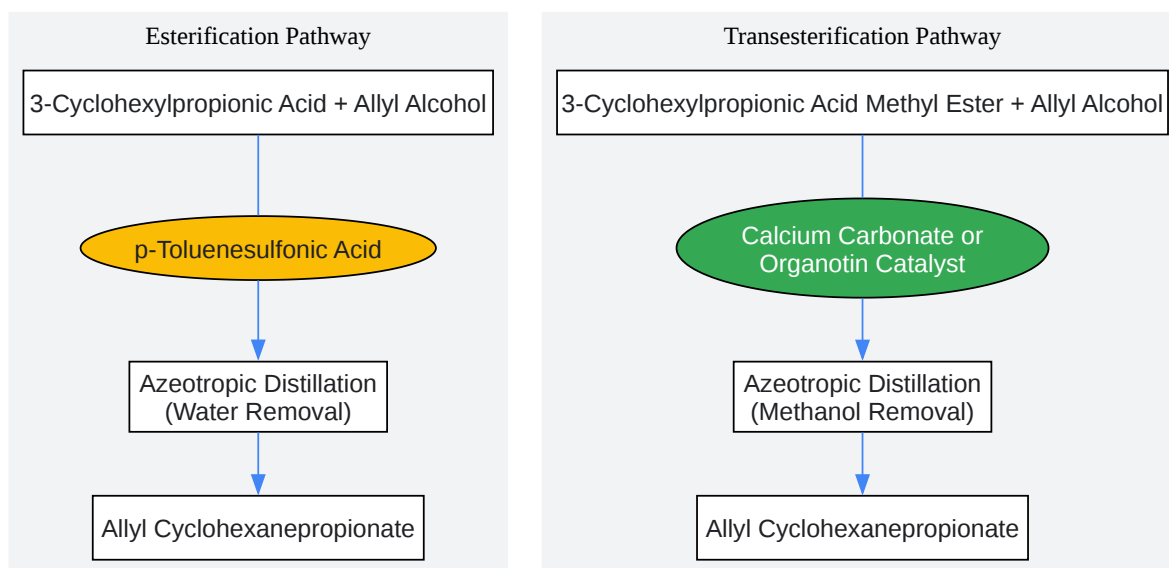 Esterification Pathway
3-Cyclohexylpropionic Acid + Allyl Alcohol
p-Toluenesulfonic Acid
Azeotropic Distillation
(Water Removal)
Allyl Cyclohexanepropionate
Transesterification Pathway
3-Cyclohexylpropionic Acid Methyl Ester + Allyl Alcohol
Calcium Carbonate or
Organotin Catalyst
Azeotropic Distillation
(Methanol Removal)
Allyl Cyclohexanepropionate